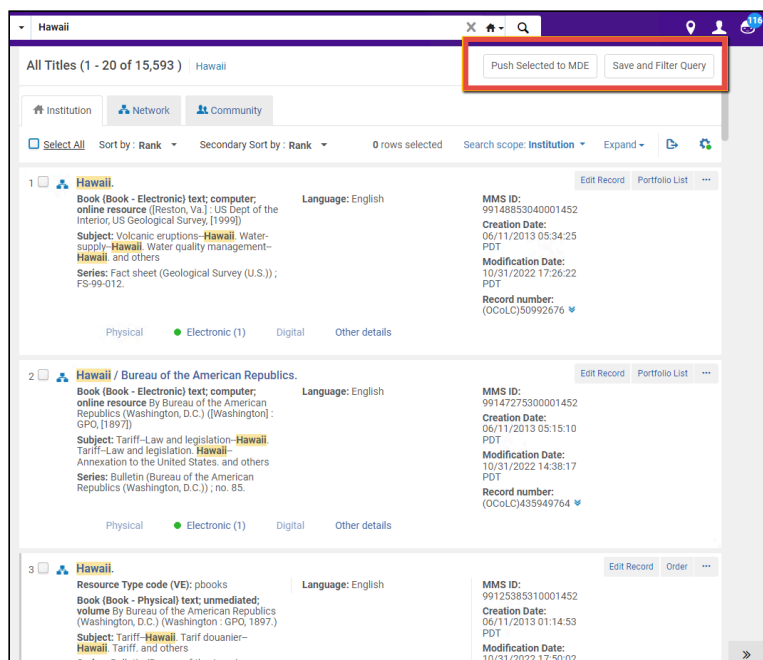 Hawaii
116
All Titles (1 - 20 of 15,593 ) Hawaii
Push Selected to MDE Save and Filter Query
Institution Network Community
Select All Sort by : Rank Secondary Sort by : Rank 0 rows selected Search scope: Institution Expand
1 Hawaii. Edit Record Portfolio List ...
Book {Book - Electronic} text; computer; Language: English MMS ID:
online resource ([Reston, Va.] : US Dept of the 99148853040001452
Interior, US Geological Survey, [1999]) Creation Date:
Subject: Volcanic eruptions--Hawaii. Water- 06/11/2013 05:34:25
supply--Hawaii. Water quality management-- PDT
Hawaii. and others Modification Date:
Series: Fact sheet (Geological Survey (U.S.)) ; 10/31/2022 17:26:22
FS-99-012. PDT
Record number:
(OCoLC)50992676
Physical Electronic (1) Digital Other details
2 Hawaii / Bureau of the American Republics. Edit Record Portfolio List ...
Book {Book - Electronic} text; computer; Language: English MMS ID:
online resource By Bureau of the American 99147275300001452
Republics (Washington, D.C.) ([Washington] : Creation Date:
GPO, [1897]) 06/11/2013 05:15:10
Subject: Tariff--Law and legislation--Hawaii. PDT
Tariff--Law and legislation. Hawaii-- Modification Date:
Annexation to the United States. and others 10/31/2022 14:38:17
Series: Bulletin (Bureau of the American PDT
Republics (Washington, D.C.)) ; no. 85. Record number:
(OCoLC)435949764
Physical Electronic (1) Digital Other details
3 Hawaii. Edit Record Order ...
Resource Type code (VE): pbooks Language: English MMS ID:
Book {Book - Physical} text; unmediated; 99125385310001452
volume By Bureau of the American Republics Creation Date:
(Washington, D.C.) (Washington : GPO, 1897.) 06/11/2013 01:14:53
Subject: Tariff--Hawaii. Tarif douanier-- PDT
Hawaii. Tariff. and others Modification Date:
10/31/2022 17:50:02